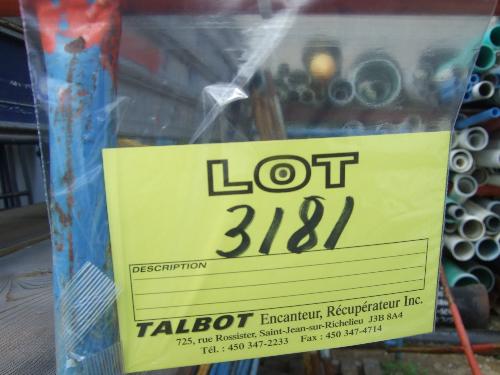 LOT
3181
DESCRIPTION
TALBOT Encanteur, Récupérateur Inc.
725, rue Rossiter, Saint-Jean-sur-Richelieu J3B 8A4
Tél. : 450 347-2233 Fax : 450 347-4714